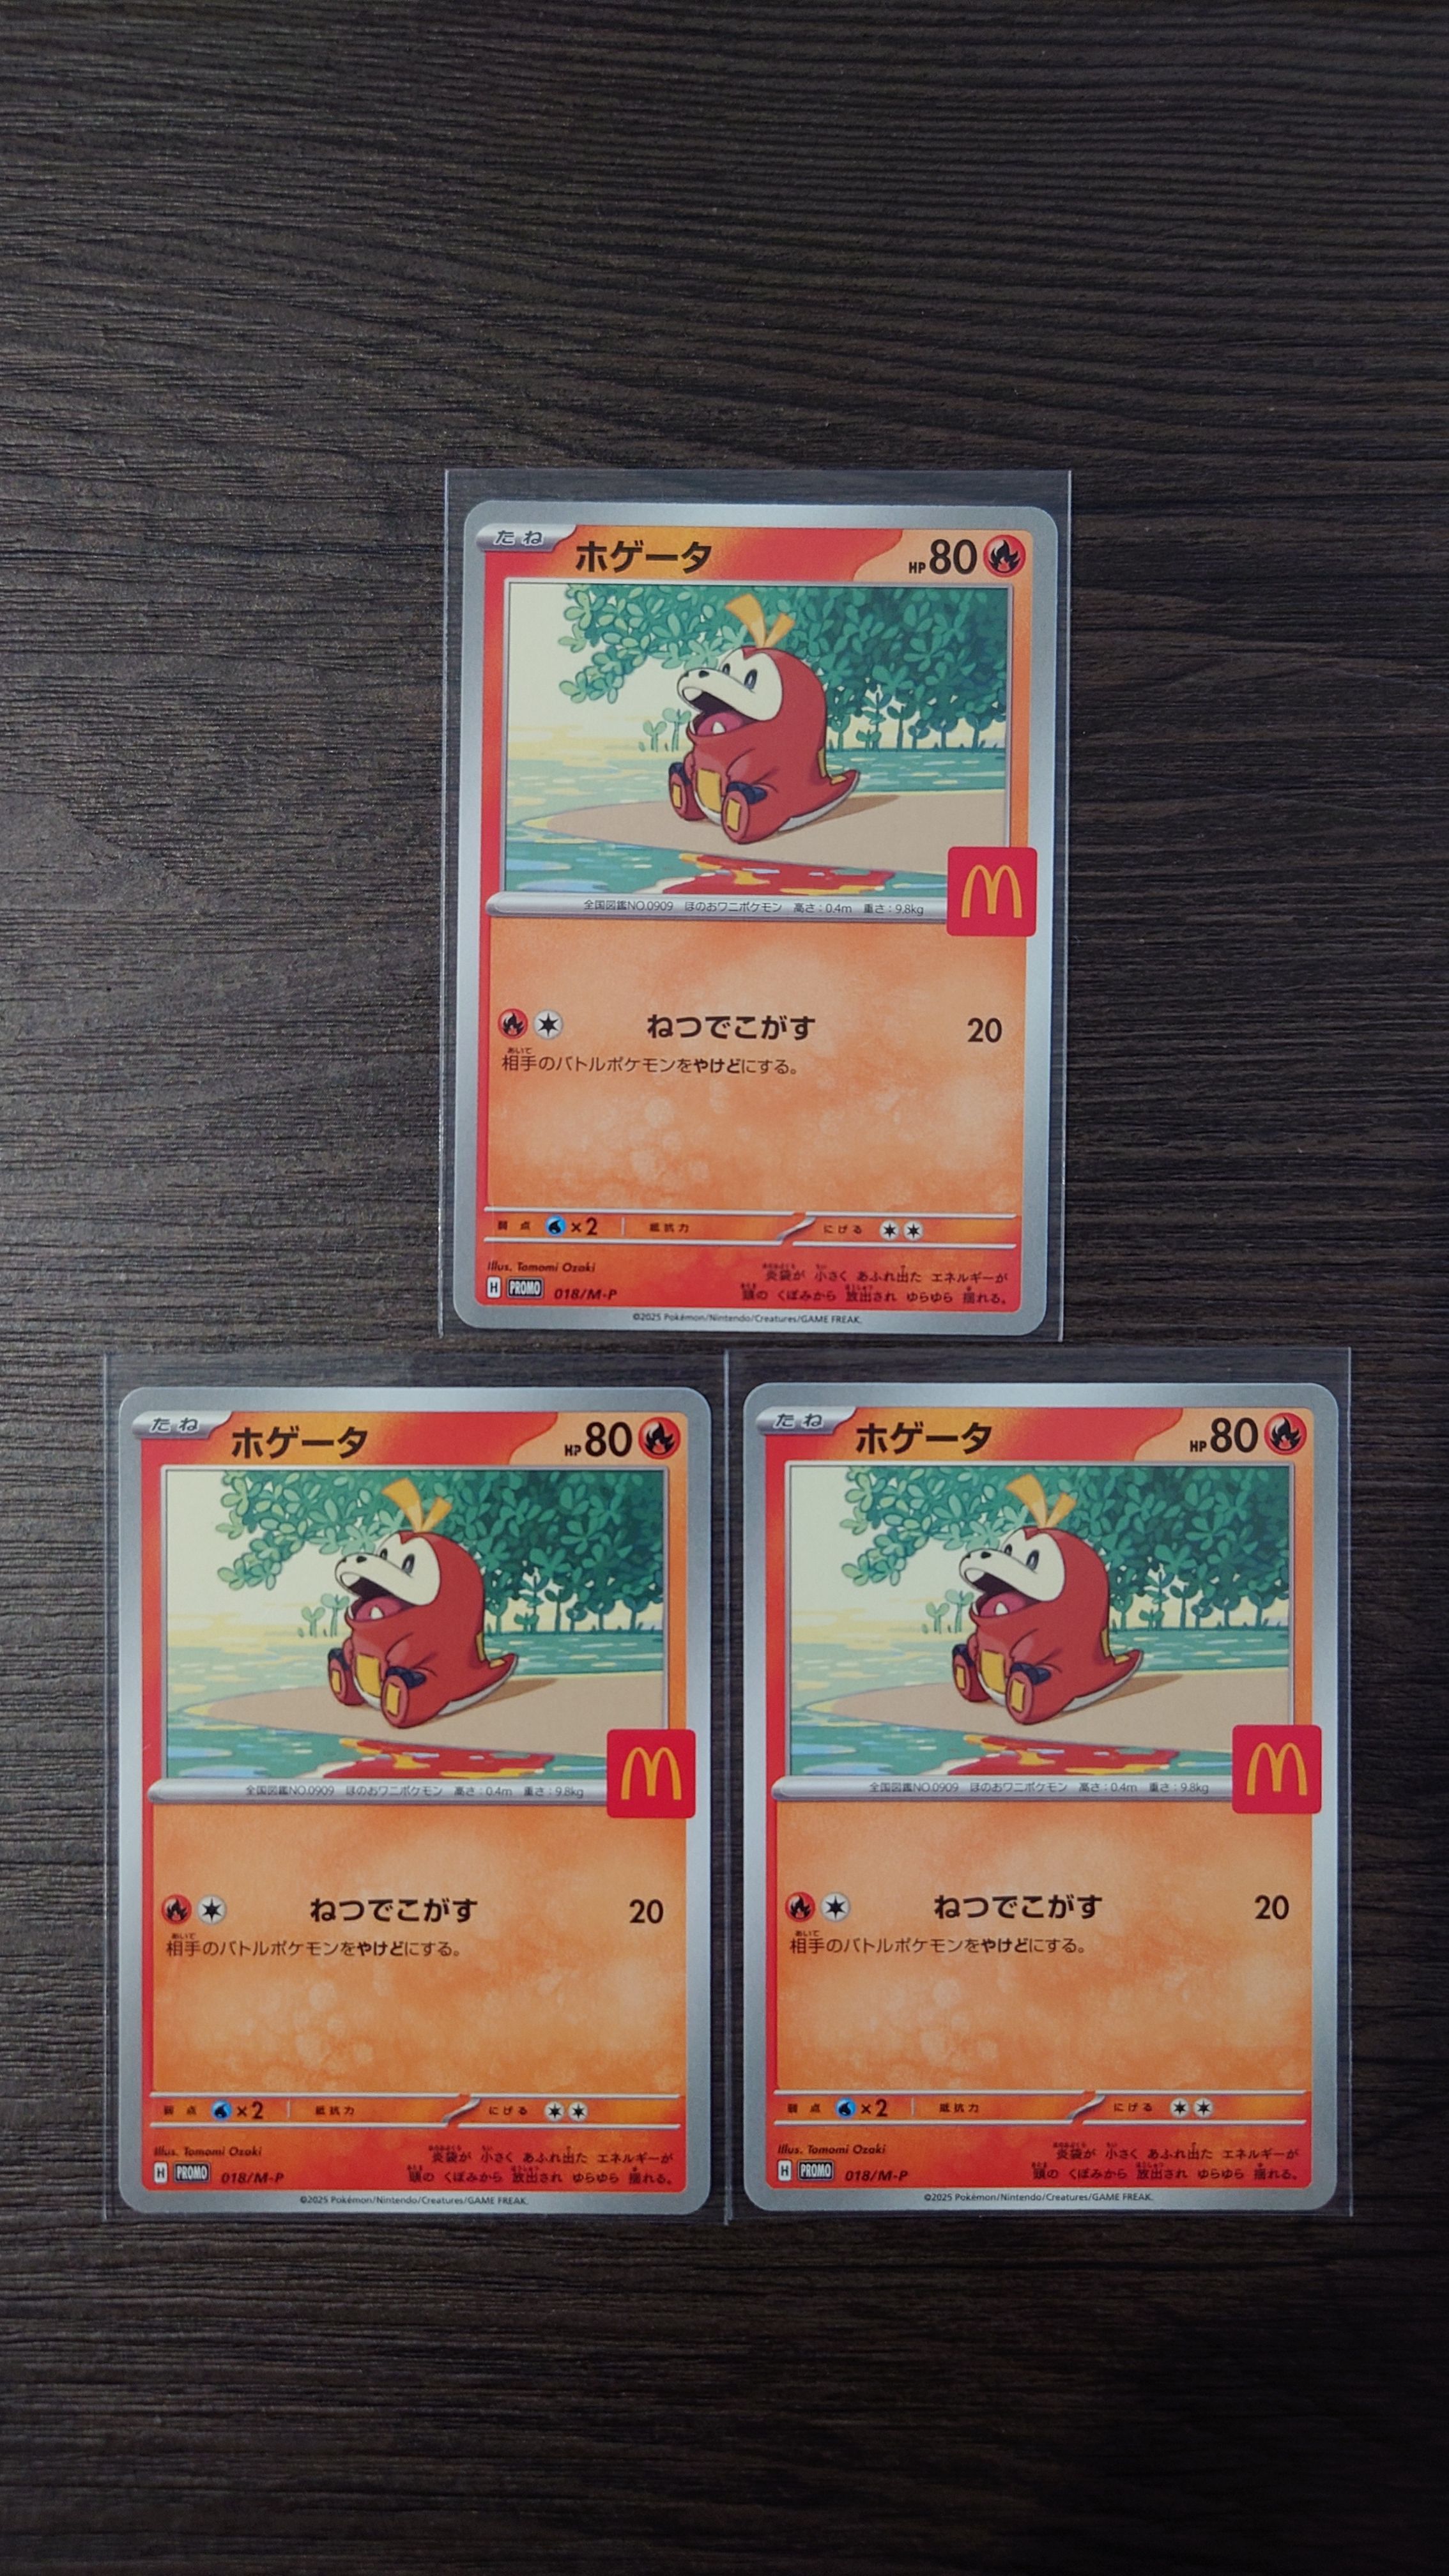 たね ホゲータ HP80
全国図鑑NO.0909 ほのおワニポケモン 高さ:0.4m 重さ:9.8kg
ねつでこがす 20
相手のバトルポケモンをやけどにする。
弱点 ×2 抵抗力 にげる
Illus. Tomomi Ozaki
炎袋が 小さく あふれ出た エネルギーが
H PROMO 018/M-P
頭の くぼみから 放出され ゆらゆら 揺れる。
©2025 Pokémon/Nintendo/Creatures/GAME FREAK.
たね ホゲータ HP80
全国図鑑NO.0909 ほのおワニポケモン 高さ:0.4m 重さ:9.8kg
ねつでこがす 20
相手のバトルポケモンをやけどにする。
弱点 ×2 抵抗力 にげる
Illus. Tomomi Ozaki
炎袋が 小さく あふれ出た エネルギーが
H PROMO 018/M-P
頭の くぼみから 放出され ゆらゆら 揺れる。
©2025 Pokémon/Nintendo/Creatures/GAME FREAK.
たね ホゲータ HP80
全国図鑑NO.0909 ほのおワニポケモン 高さ:0.4m 重さ:9.8kg
ねつでこがす 20
相手のバトルポケモンをやけどにする。
弱点 ×2 抵抗力 にげる
Illus. Tomomi Ozaki
炎袋が 小さく あふれ出た エネルギーが
H PROMO 018/M-P
頭の くぼみから 放出され ゆらゆら 揺れる。
©2025 Pokémon/Nintendo/Creatures/GAME FREAK.